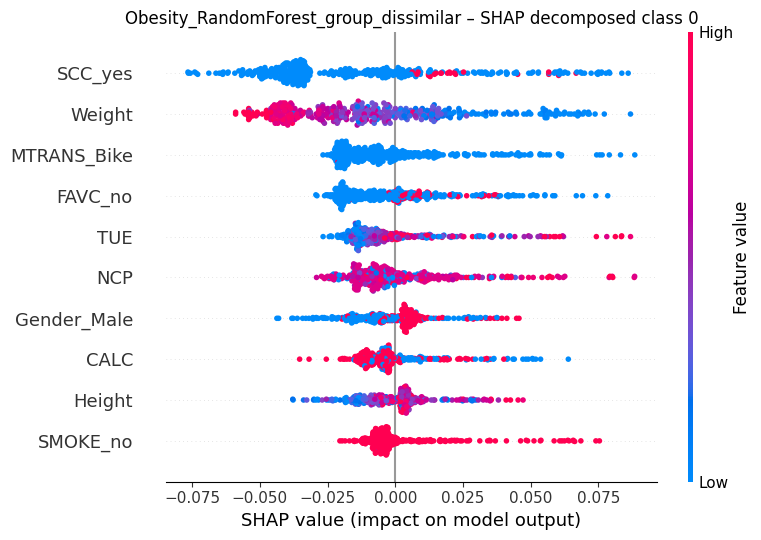 Obesity_RandomForest_group_dissimilar – SHAP decomposed class 0
High
SCC_yes
Weight
MTRANS_Bike
FAVC_no
TUE
NCP
Gender_Male
CALC
Height
SMOKE_no
Feature value
Low
−0.075 −0.050 −0.025 0.000 0.025 0.050 0.075
SHAP value (impact on model output)